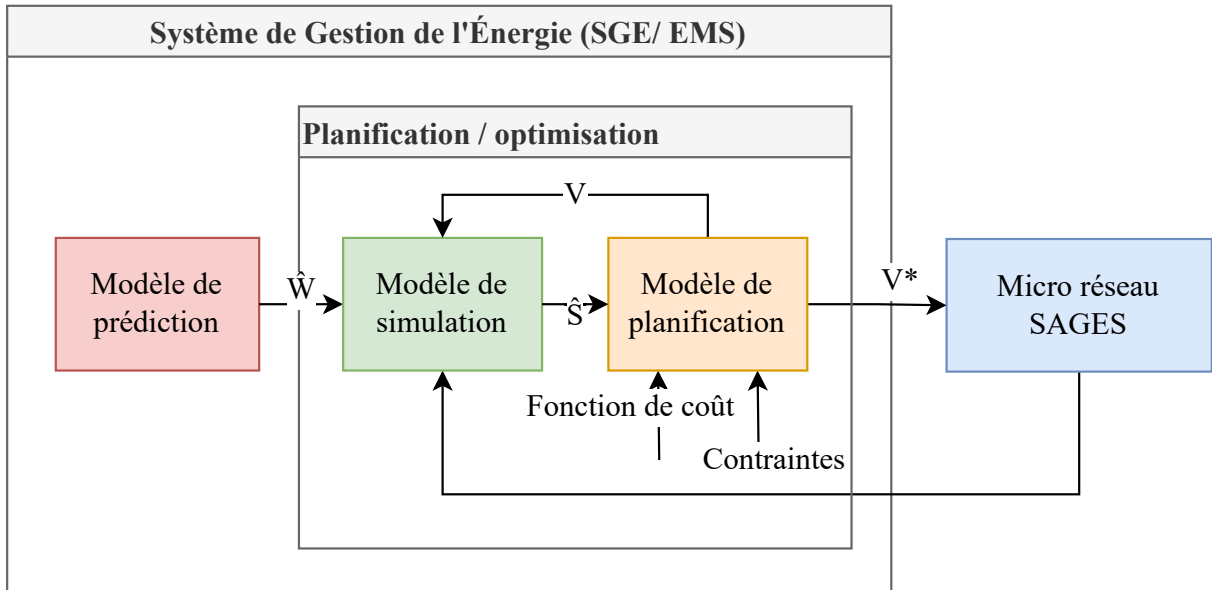 Système de Gestion de l'Énergie (SGE/ EMS)
Planification / optimisation
V
Modèle de
prédiction
Ŵ
Modèle de
simulation
Ŝ
Modèle de
planification
V*
Micro réseau
SAGES
Fonction de coût
Contraintes